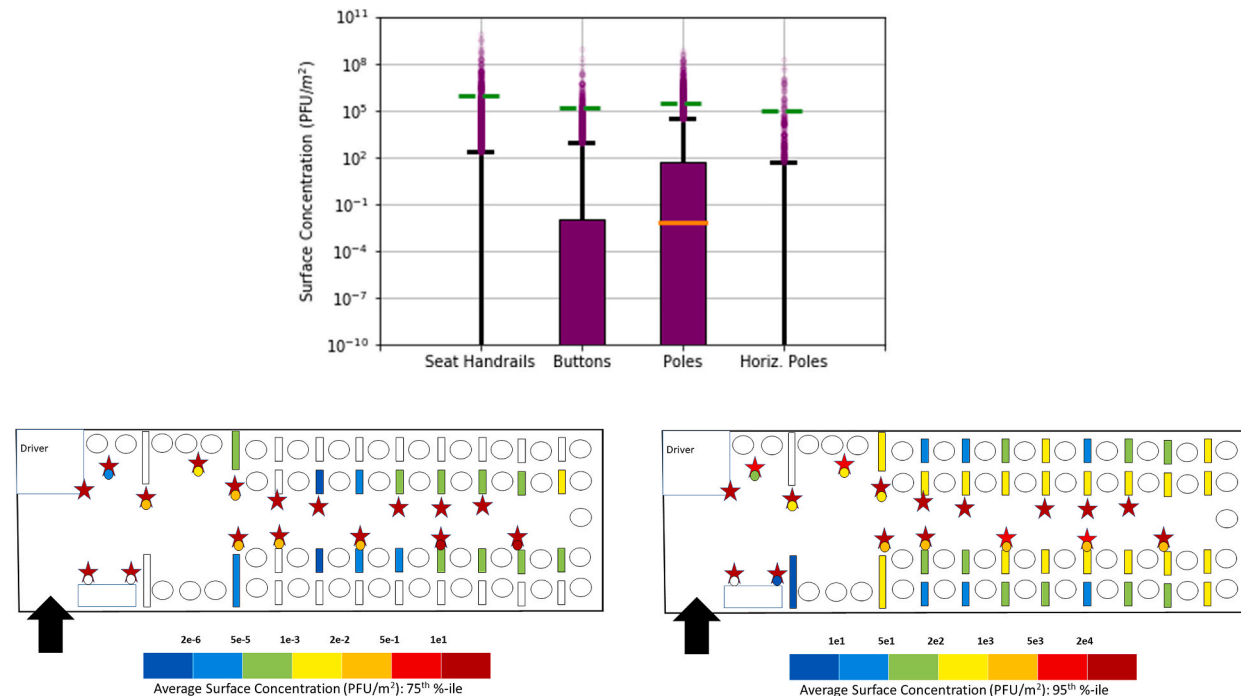 10^11
10^8
10^5
10^2
10^-1
10^-4
10^-7
10^-10
Surface Concentration (PFU/m^2)
Seat Handrails Buttons Poles Horiz. Poles
Driver
2e-6 5e-5 1e-3 2e-2 5e-1 1e1
Average Surface Concentration (PFU/m²): 75th %-ile
Driver
1e1 5e1 2e2 1e3 5e3 2e4
Average Surface Concentration (PFU/m²): 95th %-ile